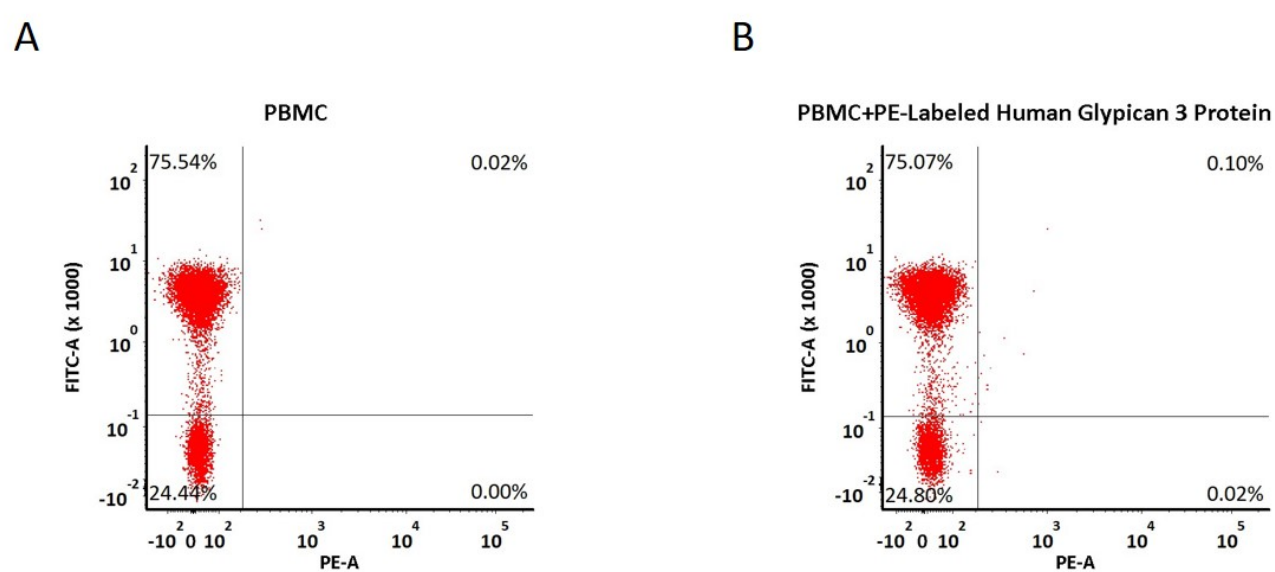 A
B
PBMC
PBMC+PE-Labeled Human Glypican 3 Protein
75.54%
0.02%
24.44%
0.00%
10^2
10^1
10^0
10^-1
-10^-2
FITC-A (x 1000)
-10^2 0 10^2 10^3 10^4 10^5
PE-A
75.07%
0.10%
24.80%
0.02%
10^2
10^1
10^0
10^-1
-10^-2
FITC-A (x 1000)
-10^2 0 10^2 10^3 10^4 10^5
PE-A